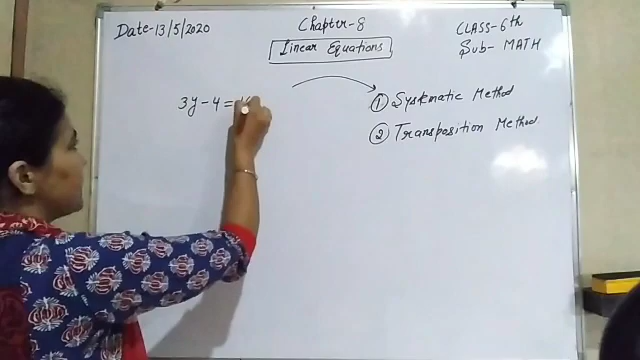 Date-13/5/2020
Chapter-8
CLASS-6th
Linear Equations
Sub- MATH
3y-4=
① Systematic Method
② Transposition Method